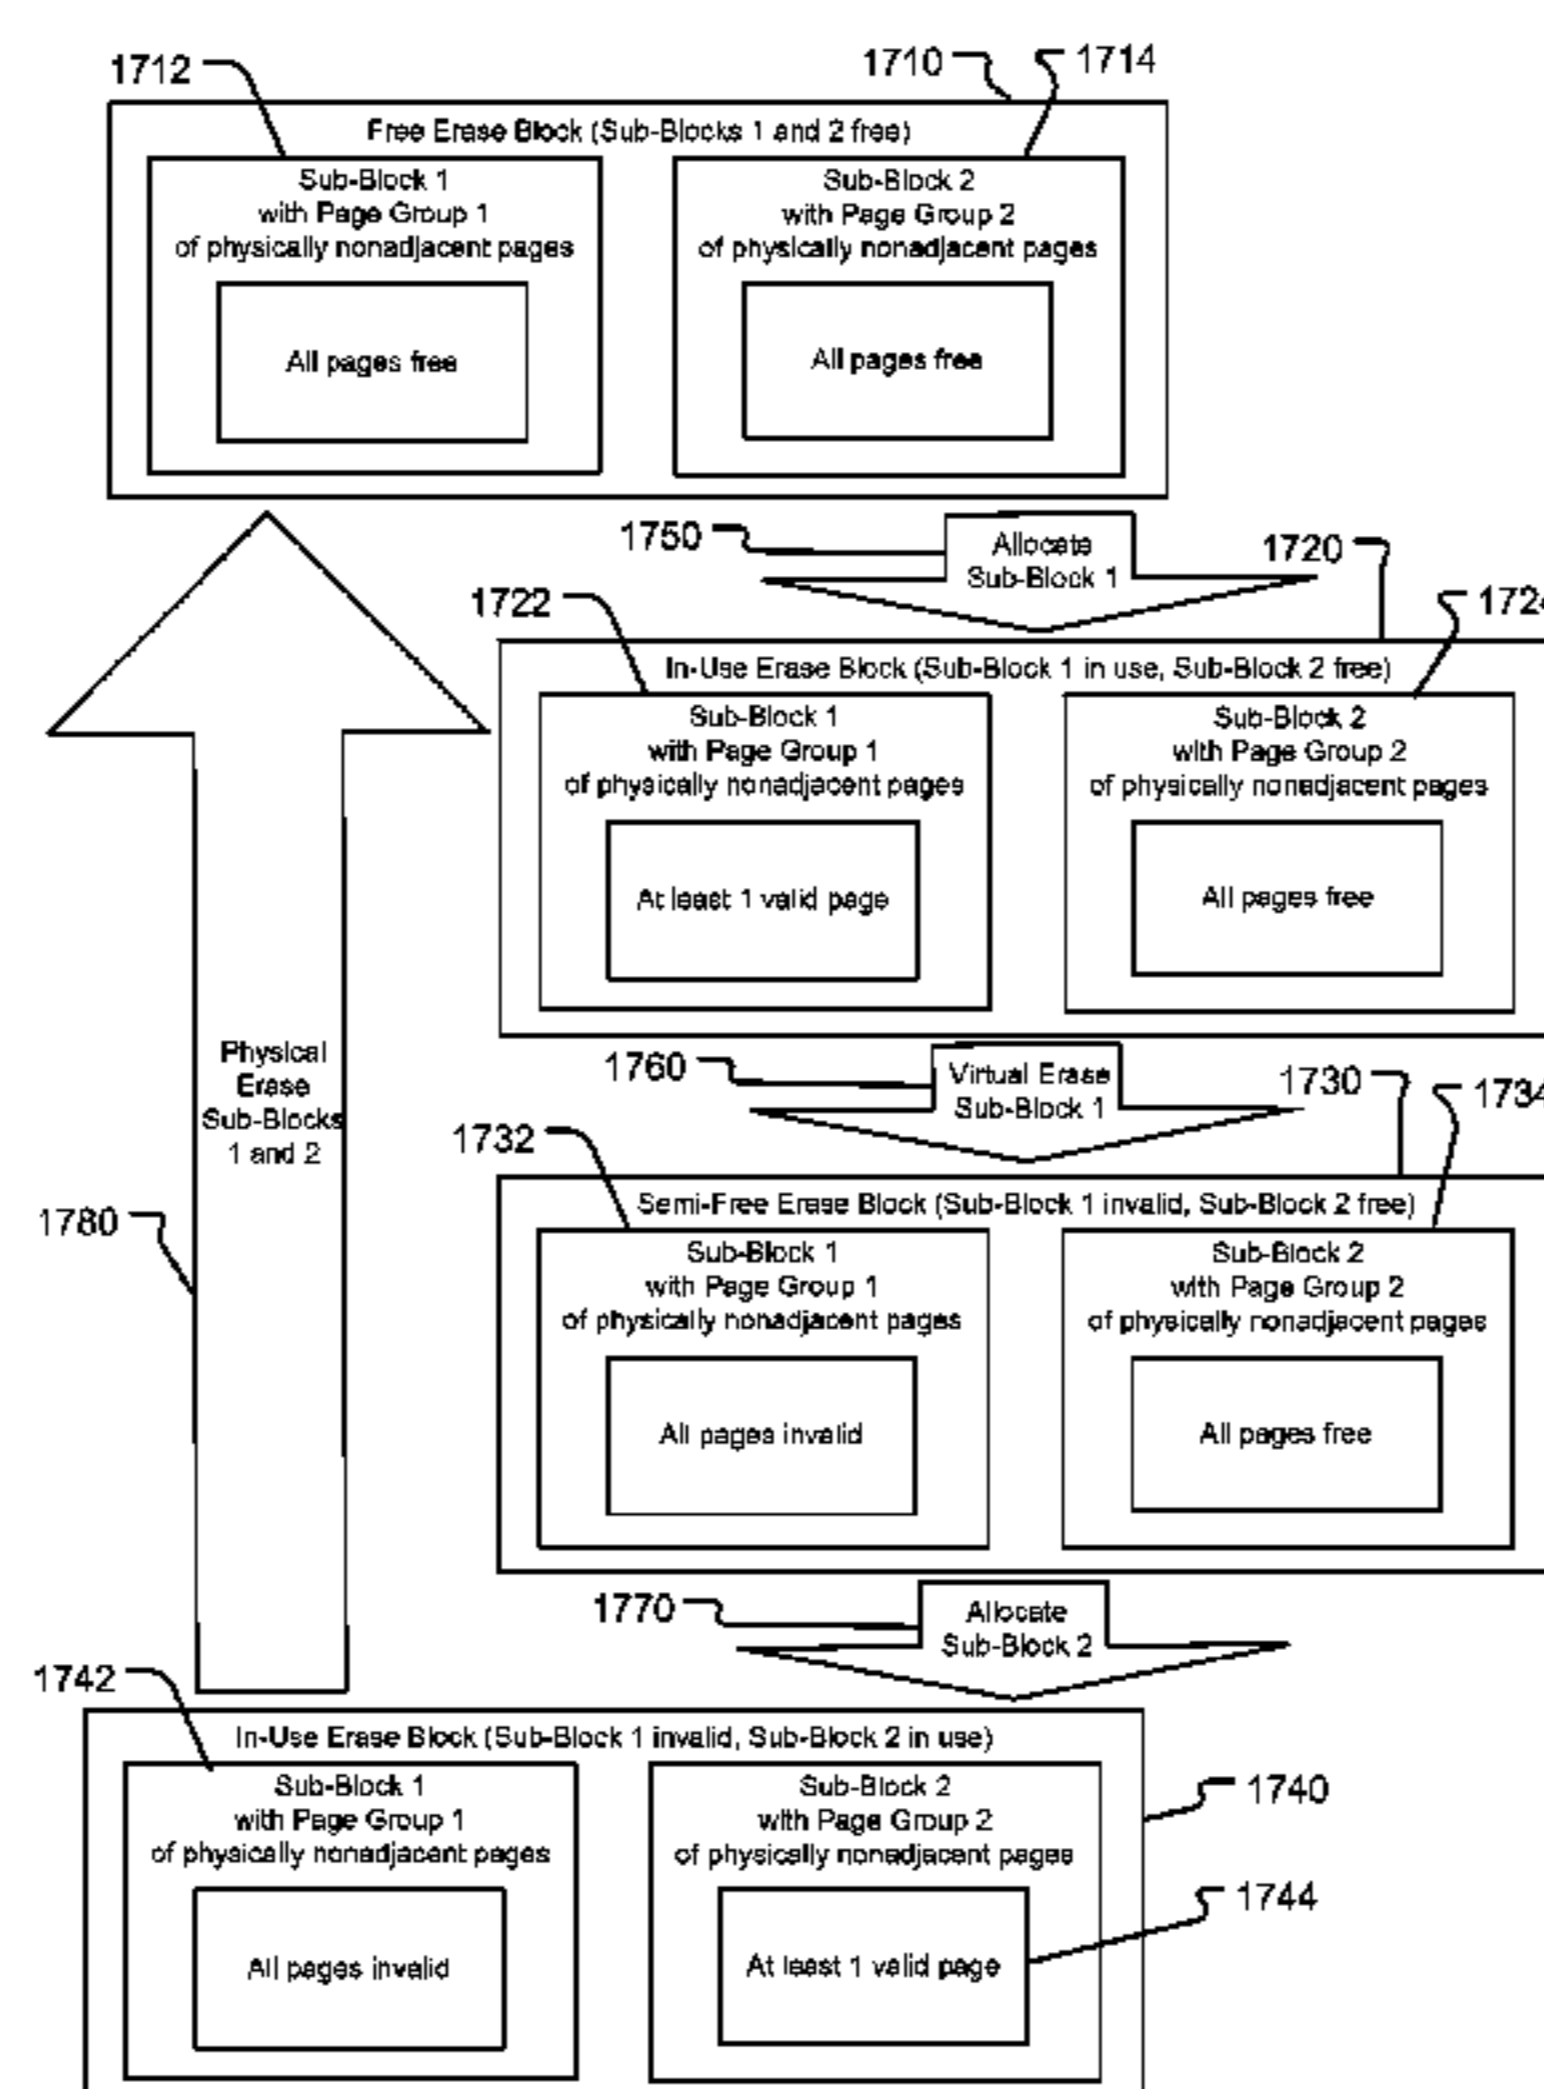 1712
1710
1714
Free Erase Block (Sub-Blocks 1 and 2 free)
Sub-Block 1
with Page Group 1
of physically nonadjacent pages
All pages free
Sub-Block 2
with Page Group 2
of physically nonadjacent pages
All pages free
1750
Allocate
Sub-Block 1
1720
1722
1724
In-Use Erase Block (Sub-Block 1 in use, Sub-Block 2 free)
Sub-Block 1
with Page Group 1
of physically nonadjacent pages
At least 1 valid page
Sub-Block 2
with Page Group 2
of physically nonadjacent pages
All pages free
Physical
Erase
Sub-Blocks
1 and 2
1780
1760
Virtual Erase
Sub-Block 1
1730
1732
1734
Semi-Free Erase Block (Sub-Block 1 invalid, Sub-Block 2 free)
Sub-Block 1
with Page Group 1
of physically nonadjacent pages
All pages invalid
Sub-Block 2
with Page Group 2
of physically nonadjacent pages
All pages free
1770
Allocate
Sub-Block 2
1742
In-Use Erase Block (Sub-Block 1 invalid, Sub-Block 2 in use)
Sub-Block 1
with Page Group 1
of physically nonadjacent pages
All pages invalid
Sub-Block 2
with Page Group 2
of physically nonadjacent pages
At least 1 valid page
1740
1744